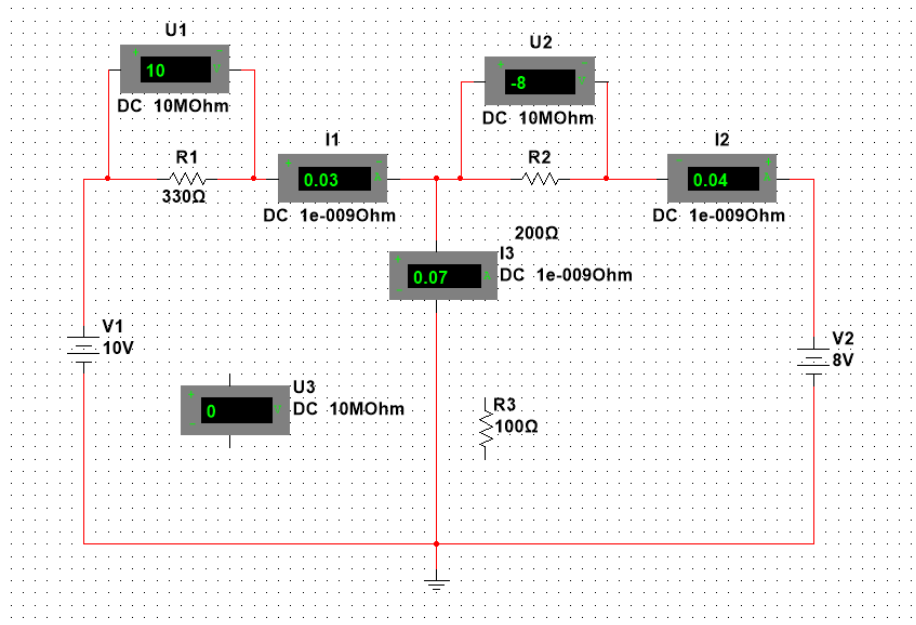 U1
10
V
DC 10MOhm
U2
-8
V
DC 10MOhm
R1
330Ω
I1
0.03
A
DC 1e-009Ohm
R2
200Ω
I2
0.04
A
DC 1e-009Ohm
I3
0.07
A
DC 1e-009Ohm
V1
10V
V2
8V
U3
0
V
DC 10MOhm
R3
100Ω